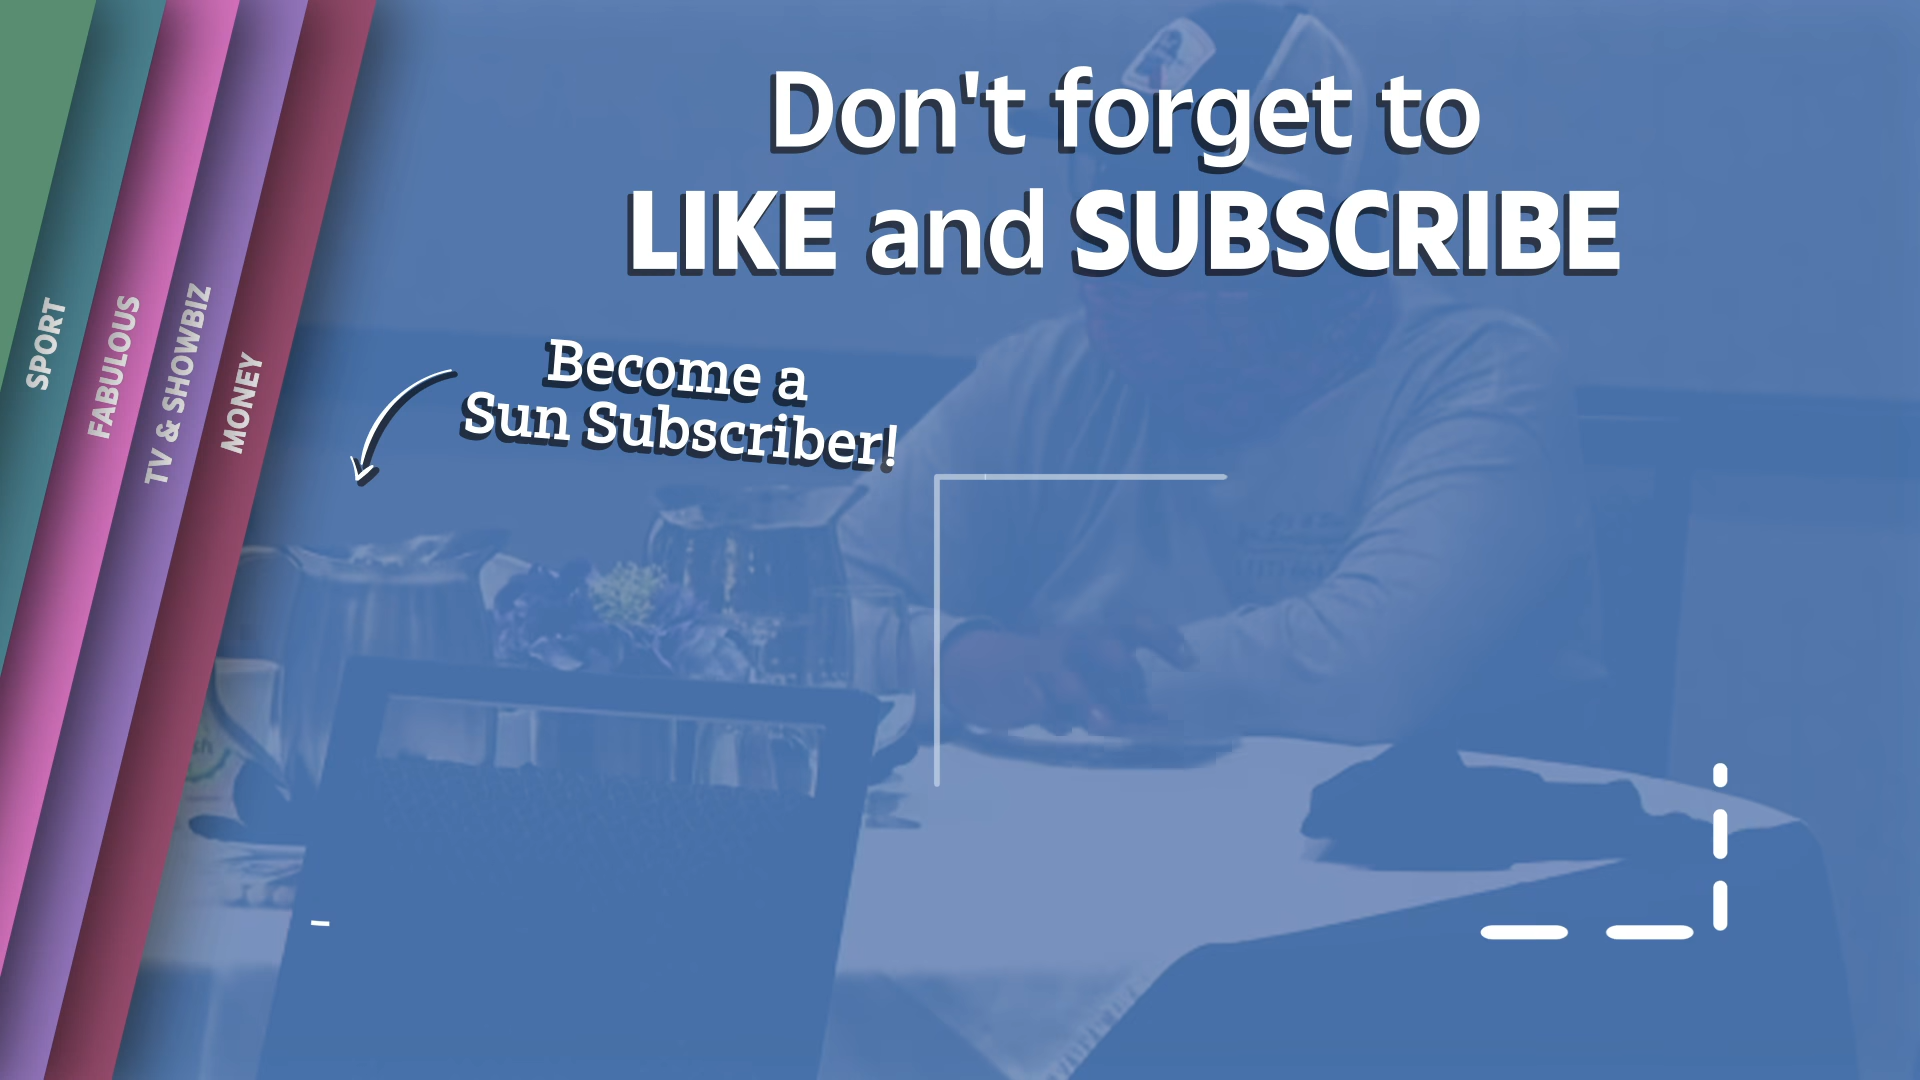 Don't forget to
LIKE and SUBSCRIBE
Become a
Sun Subscriber!
SPORT
FABULOUS
TV & SHOWBIZ
MONEY